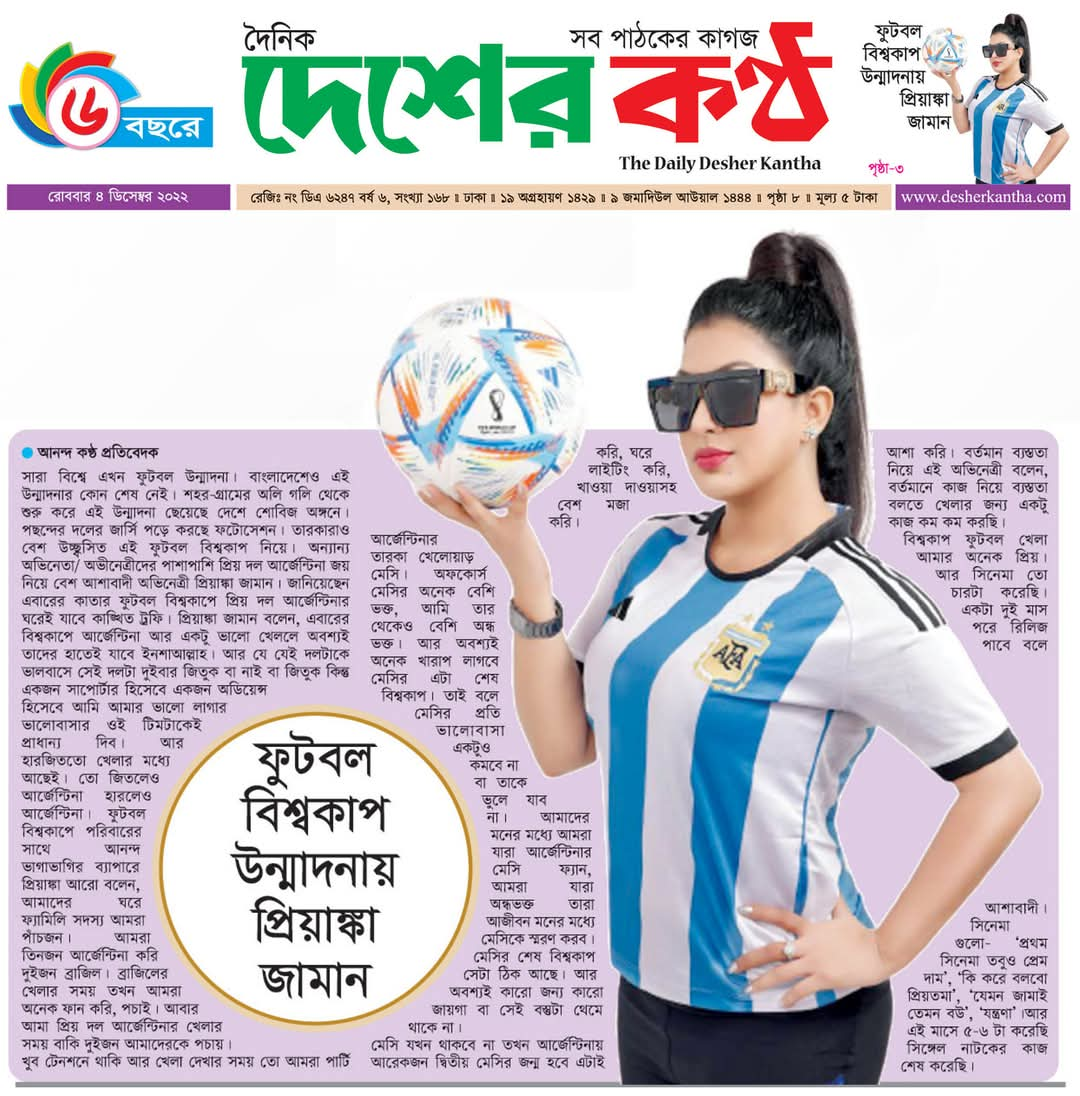 ৬ বছরে
দৈনিক
সব পাঠকের কাগজ
দেশের কণ্ঠ
The Daily Desher Kantha
ফুটবল
বিশ্বকাপ
উন্মাদনায়
প্রিয়াঙ্কা
জামান
পৃষ্ঠা-৩
রোববার ৪ ডিসেম্বর ২০২২
রেজিঃ নং ডিএ ৬২৪৭ বর্ষ ৬, সংখ্যা ১৬৮ ॥ ঢাকা ॥ ১৯ অগ্রহায়ণ ১৪২৯ ॥ ৯ জমাদিউল আউয়াল ১৪৪৪ ॥ পৃষ্ঠা ৮ ॥ মূল্য ৫ টাকা
www.desherkantha.com
আনন্দ কণ্ঠ প্রতিবেদক
সারা বিশ্বে এখন ফুটবল উন্মাদনা। বাংলাদেশেও এই
উন্মাদনার কোন শেষ নেই। শহর-গ্রামের অলি গলি থেকে
শুরু করে এই উন্মাদনা ছেয়েছে দেশে শোবিজ অঙ্গনে।
পছন্দের দলের জার্সি পড়ে করছে ফটোসেশন। তারকারাও
বেশ উচ্ছ্বসিত এই ফুটবল বিশ্বকাপ নিয়ে। অন্যান্য
অভিনেতা/ অভীনেত্রীদের পাশাপাশি প্রিয় দল আর্জেন্টিনা জয়
নিয়ে বেশ আশাবাদী অভিনেত্রী প্রিয়াঙ্কা জামান। জানিয়েছেন
এবারের কাতার ফুটবল বিশ্বকাপে প্রিয় দল আর্জেন্টিনার
ঘরেই যাবে কাঙ্খিত ট্রফি। প্রিয়াঙ্কা জামান বলেন, এবারের
বিশ্বকাপে আর্জেন্টিনা আর একটু ভালো খেললে অবশ্যই
তাদের হাতেই যাবে ইনশাআল্লাহ। আর যে যেই দলটাকে
ভালবাসে সেই দলটা দুইবার জিতুক বা নাই বা জিতুক কিন্তু
একজন সাপোর্টার হিসেবে একজন অডিয়েন্স
হিসেবে আমি আমার ভালো লাগার
ভালোবাসার ওই টিমটাকেই
প্রাধান্য দিব। আর
হারজিততো খেলার মধ্যে
আছেই। তো জিতলেও
আর্জেন্টিনা হারলেও
আর্জেন্টিনা। ফুটবল
বিশ্বকাপে পরিবারের
সাথে আনন্দ
ভাগাভাগির ব্যাপারে
প্রিয়াঙ্কা আরো বলেন,
আমাদের ঘরে
ফ্যামিলি সদস্য আমরা
পাঁচজন। আমরা
তিনজন আর্জেন্টিনা করি
দুইজন ব্রাজিল। ব্রাজিলের
খেলার সময় তখন আমরা
অনেক ফান করি, পচাই। আবার
আমা প্রিয় দল আর্জেন্টিনার খেলার
সময় বাকি দুইজন আমাদেরকে পচায়।
খুব টেনশনে থাকি আর খেলা দেখার সময় তো আমরা পার্টি
ফুটবল
বিশ্বকাপ
উন্মাদনায়
প্রিয়াঙ্কা
জামান
করি, ঘরে
লাইটিং করি,
খাওয়া দাওয়াসহ
বেশ মজা
করি।
আর্জেন্টিনার
তারকা খেলোয়াড়
মেসি। অফকোর্স
মেসির অনেক বেশি
ভক্ত, আমি তার
থেকেও বেশি অন্ধ
ভক্ত। আর অবশ্যই
অনেক খারাপ লাগবে
মেসির এটা শেষ
বিশ্বকাপ। তাই বলে
মেসির প্রতি
ভালোবাসা
একটুও
কমবে না
বা তাকে
ভুলে যাব
না। আমাদের
মনের মধ্যে আমরা
যারা আর্জেন্টিনার
মেসি ফ্যান,
আমরা যারা
অন্ধভক্ত তারা
আজীবন মনের মধ্যে
মেসিকে স্মরণ করব।
মেসির শেষ বিশ্বকাপ
সেটা ঠিক আছে। আর
অবশ্যই কারো জন্য কারো
জায়গা বা সেই বস্তুটা থেমে
থাকে না।
মেসি যখন থাকবে না তখন আর্জেন্টিনায়
আরেকজন দ্বিতীয় মেসির জন্ম হবে এটাই
আশা করি। বর্তমান ব্যস্ততা
নিয়ে এই অভিনেত্রী বলেন,
বর্তমানে কাজ নিয়ে ব্যস্ততা
বলতে খেলার জন্য একটু
কাজ কম কম করছি।
বিশ্বকাপ ফুটবল খেলা
আমার অনেক প্রিয়।
আর সিনেমা তো
চারটা করেছি।
একটা দুই মাস
পরে রিলিজ
পাবে বলে
আশাবাদী।
সিনেমা
গুলো- ‘প্রথম
সিনেমা তবুও প্রেম
দাম’, ‘কি করে বলবো
প্রিয়তমা’, ‘যেমন জামাই
তেমন বউ’, ‘যন্ত্রণা’।আর
এই মাসে ৫-৬ টা করেছি
সিঙ্গেল নাটকের কাজ
শেষ করেছি।
AFA